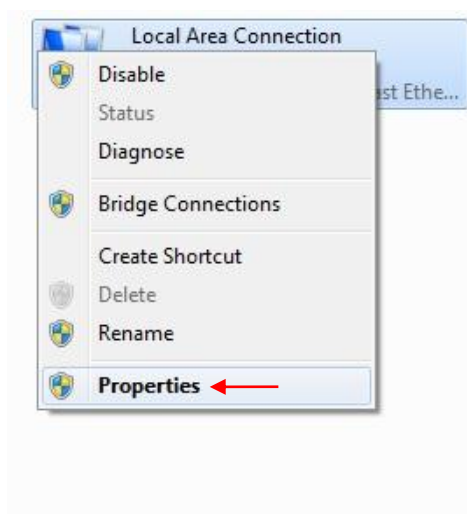 Local Area Connection
Disable
ast Ethe...
Status
Diagnose
Bridge Connections
Create Shortcut
Delete
Rename
Properties